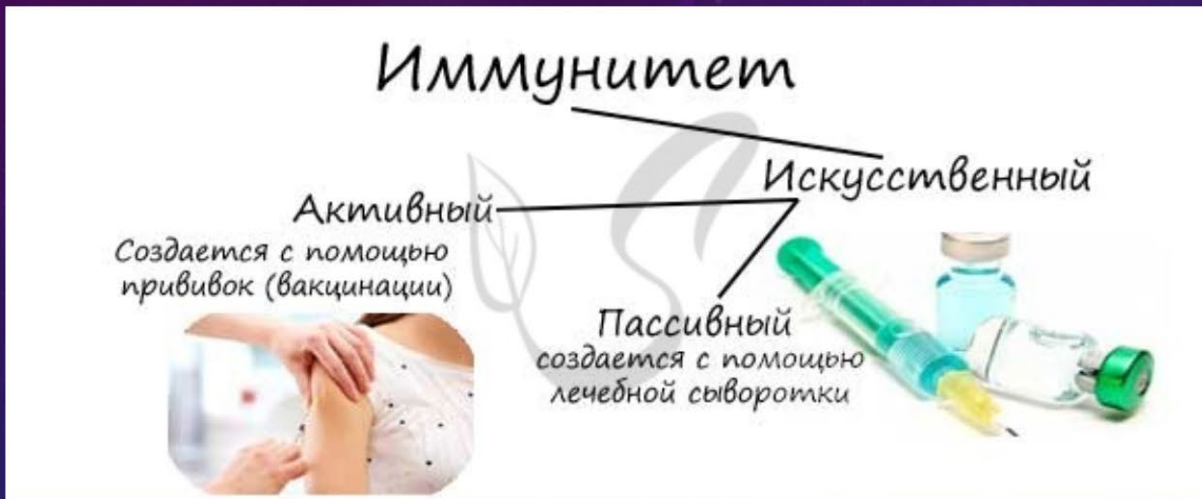 Иммунитет
Искусственный
Активный
Создается с помощью
прививок (вакцинации)
Пассивный
создается с помощью
лечебной сыворотки